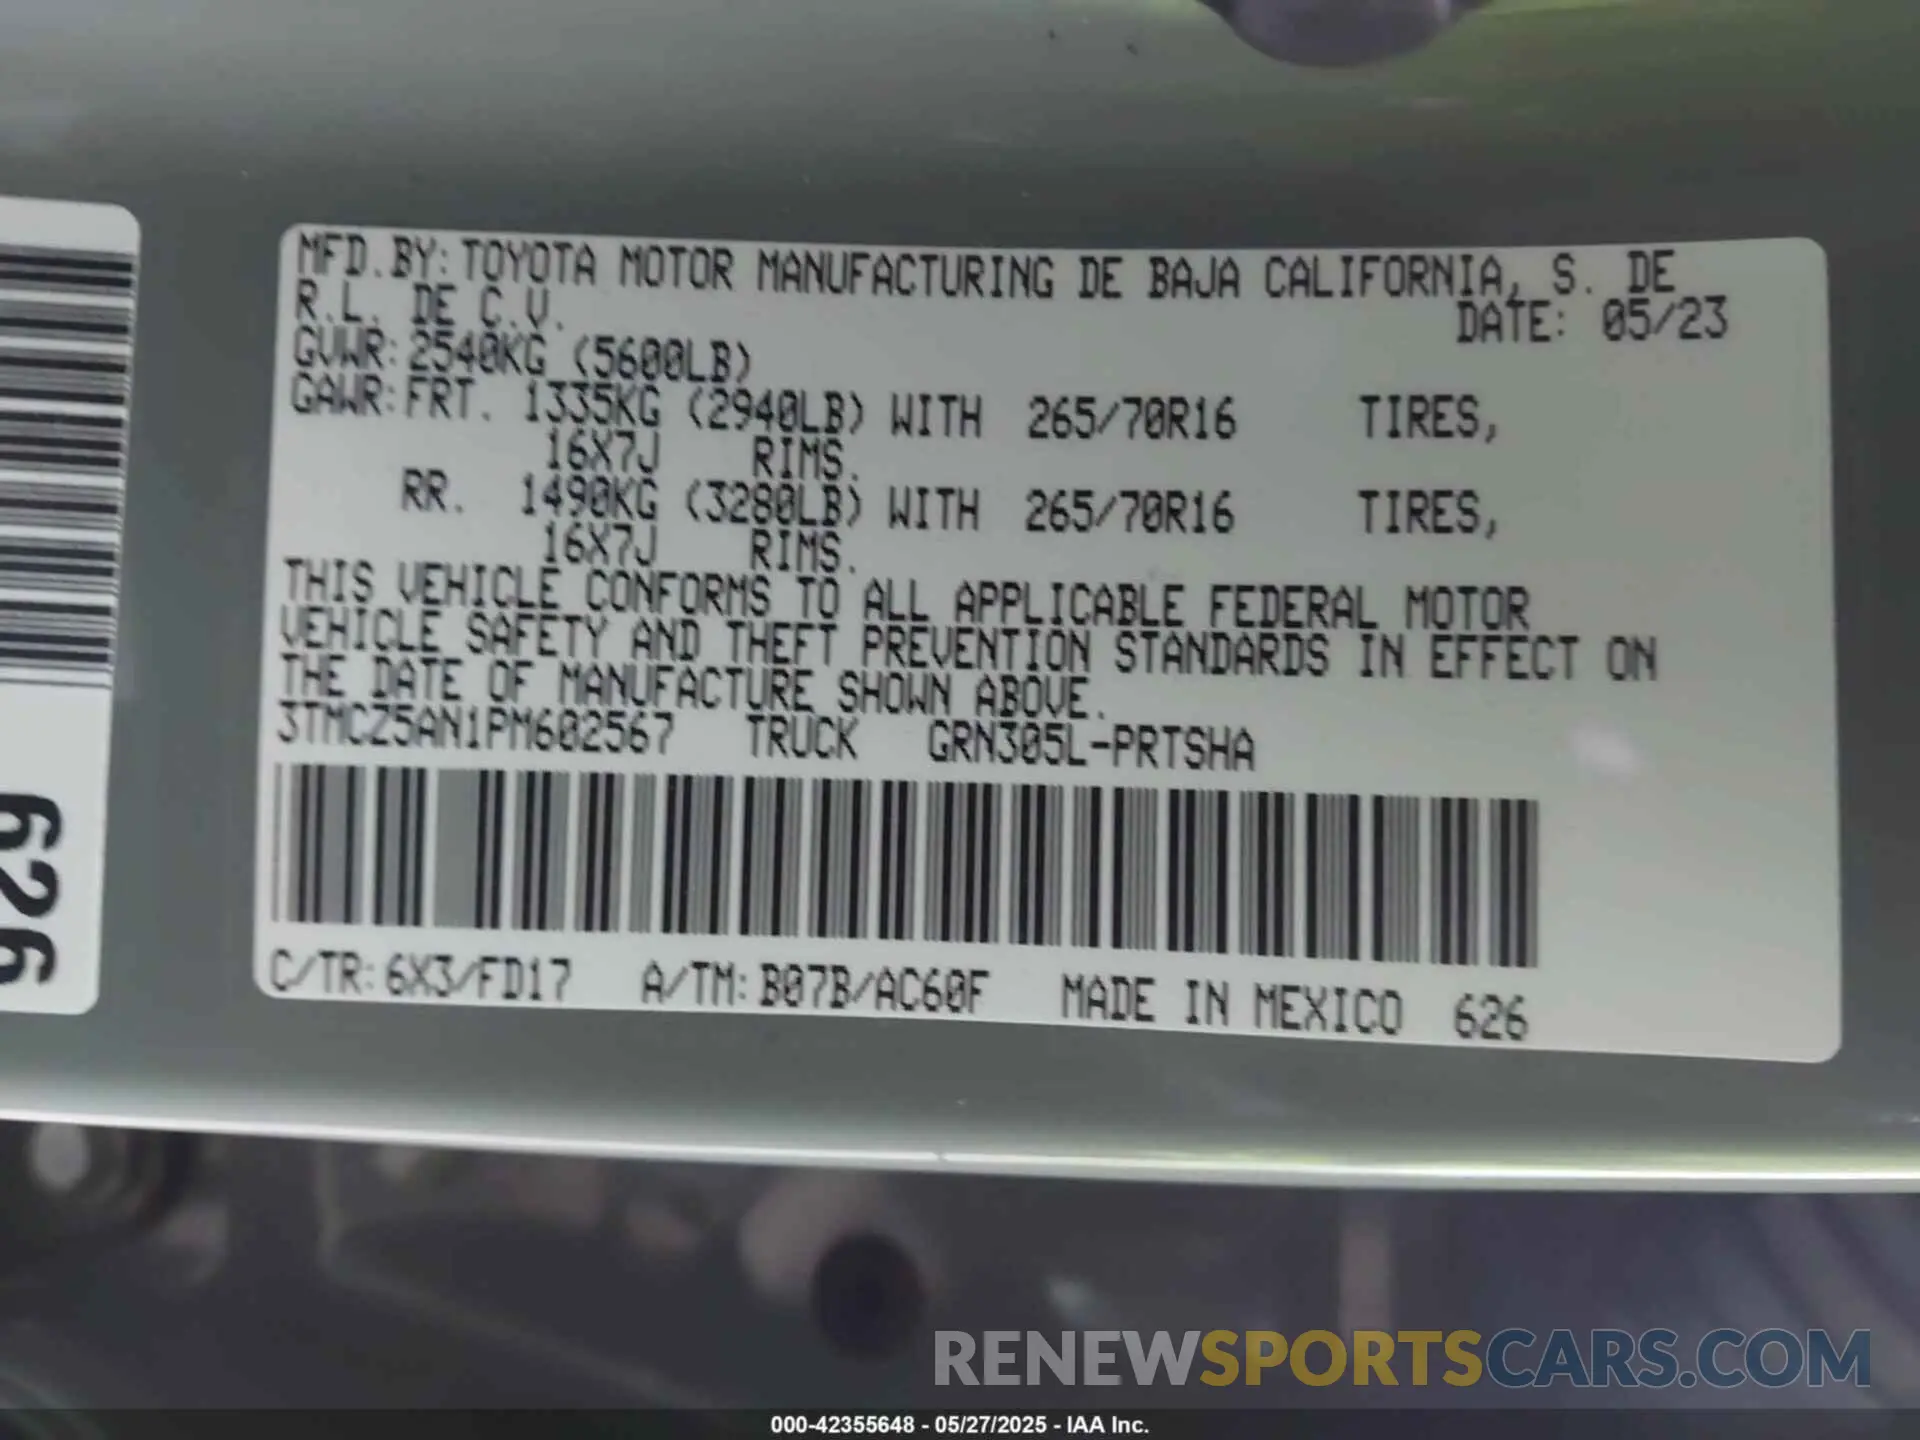 MFD.BY: TOYOTA MOTOR MANUFACTURING DE BAJA CALIFORNIA, S. DE
R.L. DE C.V.
DATE: 05/23
GVWR: 2540KG (5600LB)
GAWR: FRT. 1335KG (2940LB) WITH 265/70R16 TIRES,
16X7J RIMS.
RR. 1490KG (3280LB) WITH 265/70R16 TIRES,
16X7J RIMS.
THIS VEHICLE CONFORMS TO ALL APPLICABLE FEDERAL MOTOR
VEHICLE SAFETY AND THEFT PREVENTION STANDARDS IN EFFECT ON
THE DATE OF MANUFACTURE SHOWN ABOVE.
3TMCZ5AN1PM602567 TRUCK GRN305L-PRTSHA
C/TR: 6X3/FD17 A/TM: B07B/AC60F MADE IN MEXICO 626
626
RENEWSPORTSCARS.COM
000-42355648 - 05/27/2025 - IAA Inc.